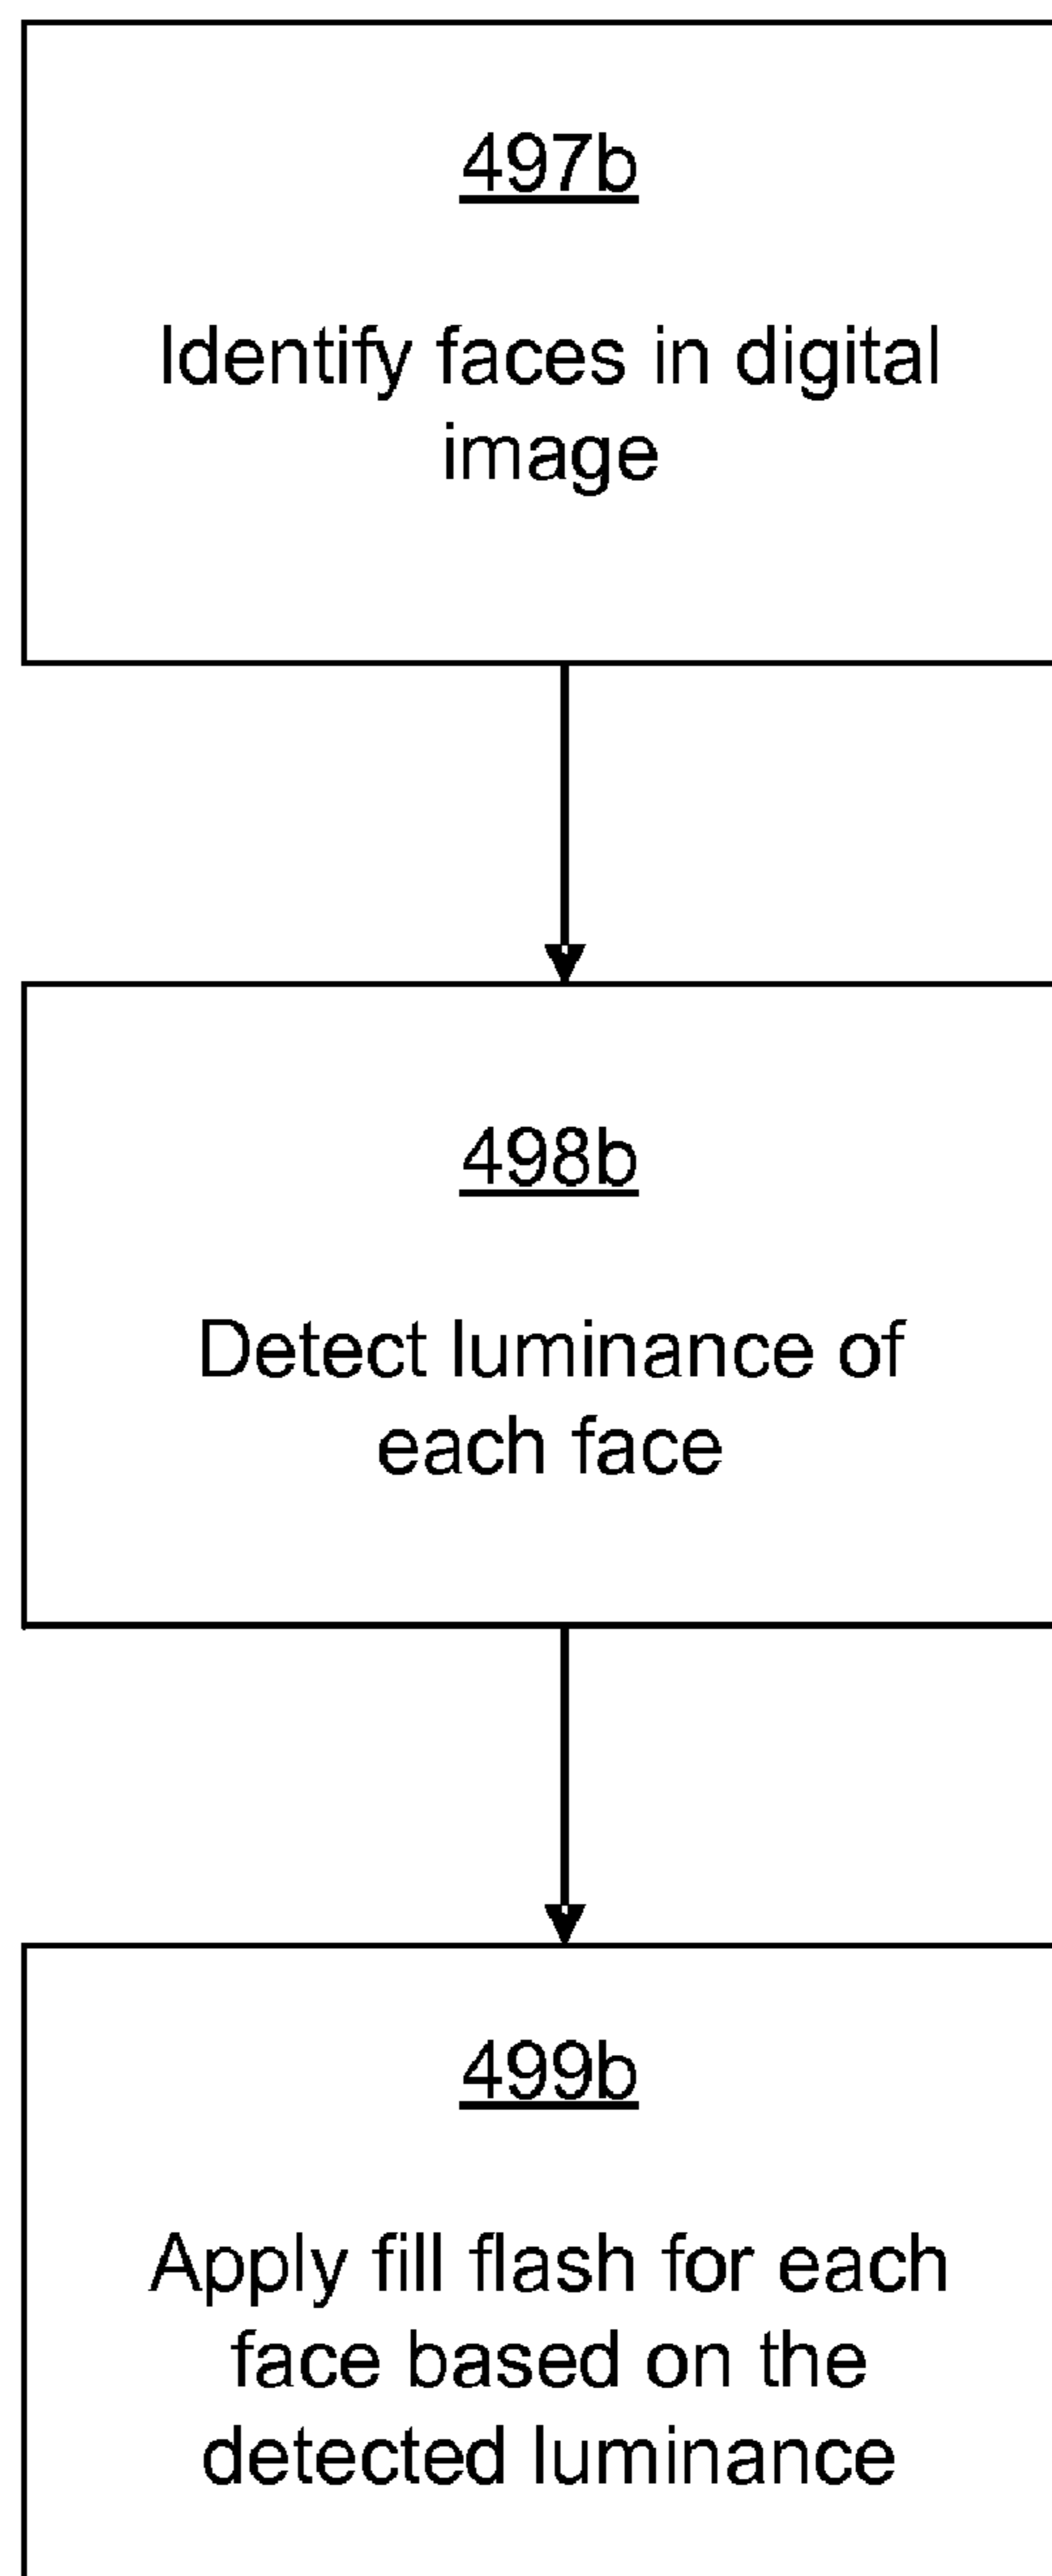 497b
Identify faces in digital
image
498b
Detect luminance of
each face
499b
Apply fill flash for each
face based on the
detected luminance